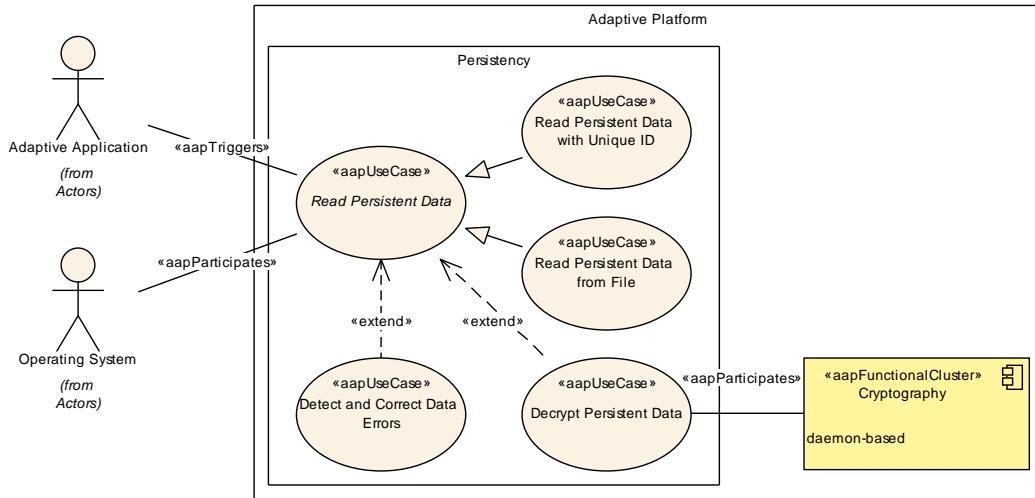 Adaptive Platform
Persistency
Adaptive Application
(from
Actors)
«aapTriggers»
«aapUseCase»
Read Persistent Data
with Unique ID
«aapUseCase»
Read Persistent Data
«aapUseCase»
Read Persistent Data
from File
«aapParticipates»
Operating System
(from
Actors)
«extend»
«extend»
«aapUseCase»
Detect and Correct Data
Errors
«aapUseCase»
Decrypt Persistent Data
«aapParticipates»
«aapFunctionalCluster»
Cryptography
daemon-based